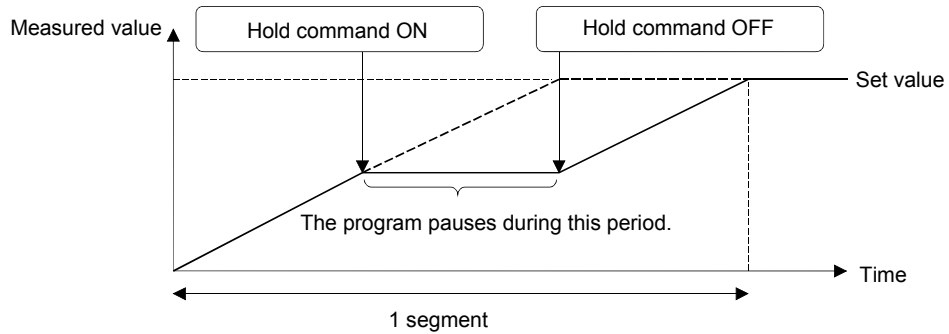 Measured value
Hold command ON
Hold command OFF
Set value
The program pauses during this period.
Time
1 segment